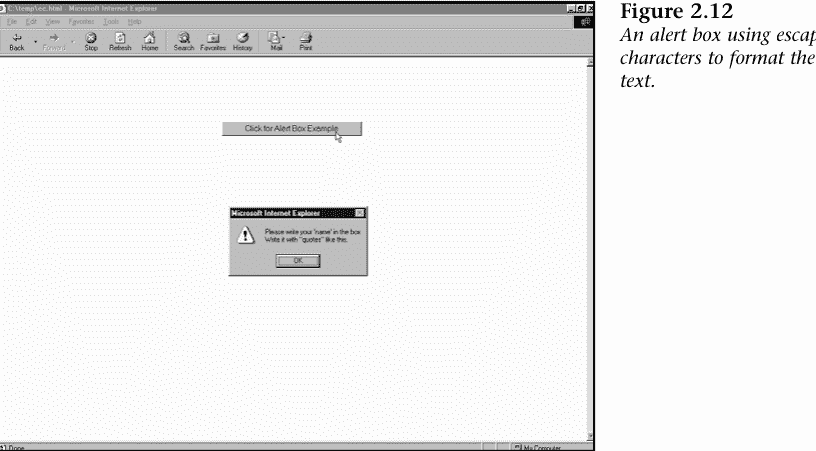 C:\temp\ec.html - Microsoft Internet Explorer
File Edit View Favorites Tools Help
Back Forward Stop Refresh Home Search Favorites History Mail Print
Click for Alert Box Example
Microsoft Internet Explorer
Please write your 'name' in the box
Write it with "quotes" like this.
OK
Done
My Computer
Figure 2.12
An alert box using escap
characters to format the
text.